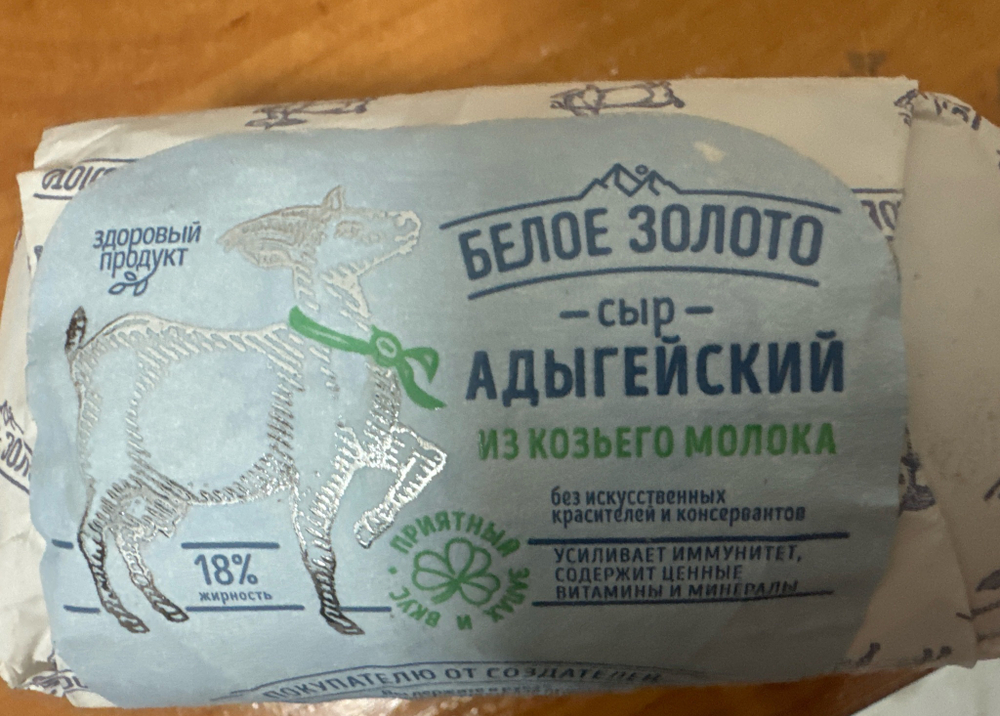 здоровый
продукт
БЕЛОЕ ЗОЛОТО
сыр
АДЫГЕЙСКИЙ
ИЗ КОЗЬЕГО МОЛОКА
без искусственных
красителей и консервантов
УСИЛИВАЕТ ИММУНИТЕТ,
СОДЕРЖИТ ЦЕННЫЕ
ВИТАМИНЫ И МИНЕРАЛЫ
18%
жирность
ПРИЯТНЫЙ ЗАПАХ И ВКУС
ПОКУПАТЕЛЮ ОТ СОЗДАТЕЛЕЙ